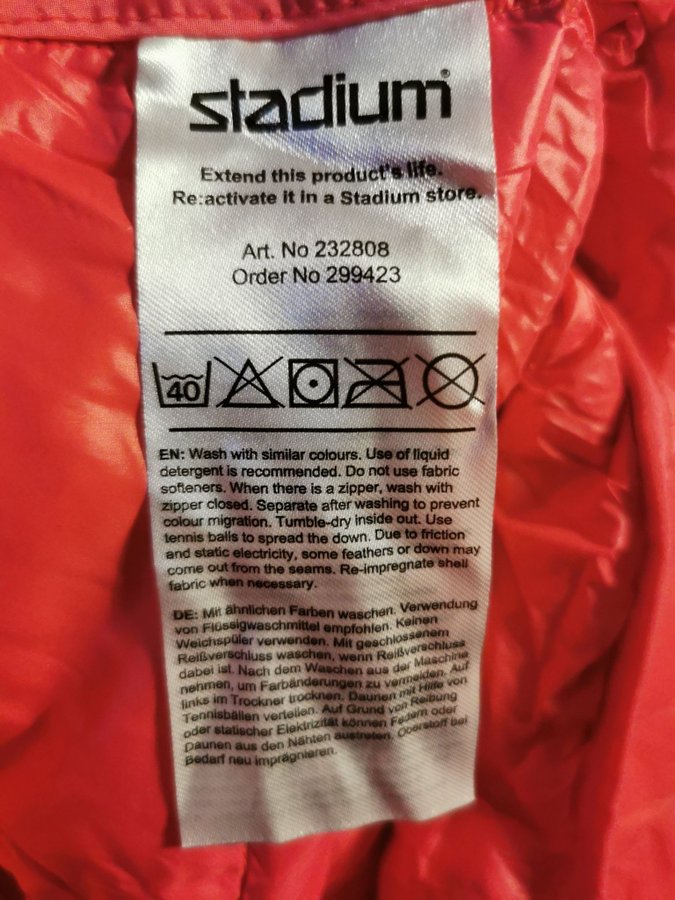 stadium®
Extend this product's life.
Re:activate it in a Stadium store.
Art. No 232808
Order No 299423
40
EN: Wash with similar colours. Use of liquid
detergent is recommended. Do not use fabric
softeners. When there is a zipper, wash with
zipper closed. Separate after washing to prevent
colour migration. Tumble-dry inside out. Use
tennis balls to spread the down. Due to friction
and static electricity, some feathers or down may
come out from the seams. Re-impregnate shell
fabric when necessary.
DE: Mit ähnlichen Farben waschen. Verwendung
von Flüssigwaschmittel empfohlen. Keinen
Weichspüler verwenden. Mit geschlossenem
Reißverschluss waschen, wenn Reißverschluss
dabei ist. Nach dem Waschen aus der Maschine
nehmen, um Farbänderungen zu vermeiden. Auf
links im Trockner trocknen. Daunen mit Hilfe von
Tennisbällen verteilen. Auf Grund von Reibung
oder statischer Elektrizität können Federn oder
Daunen aus den Nähten austreten. Oberstoff bei
Bedarf neu imprägnieren.